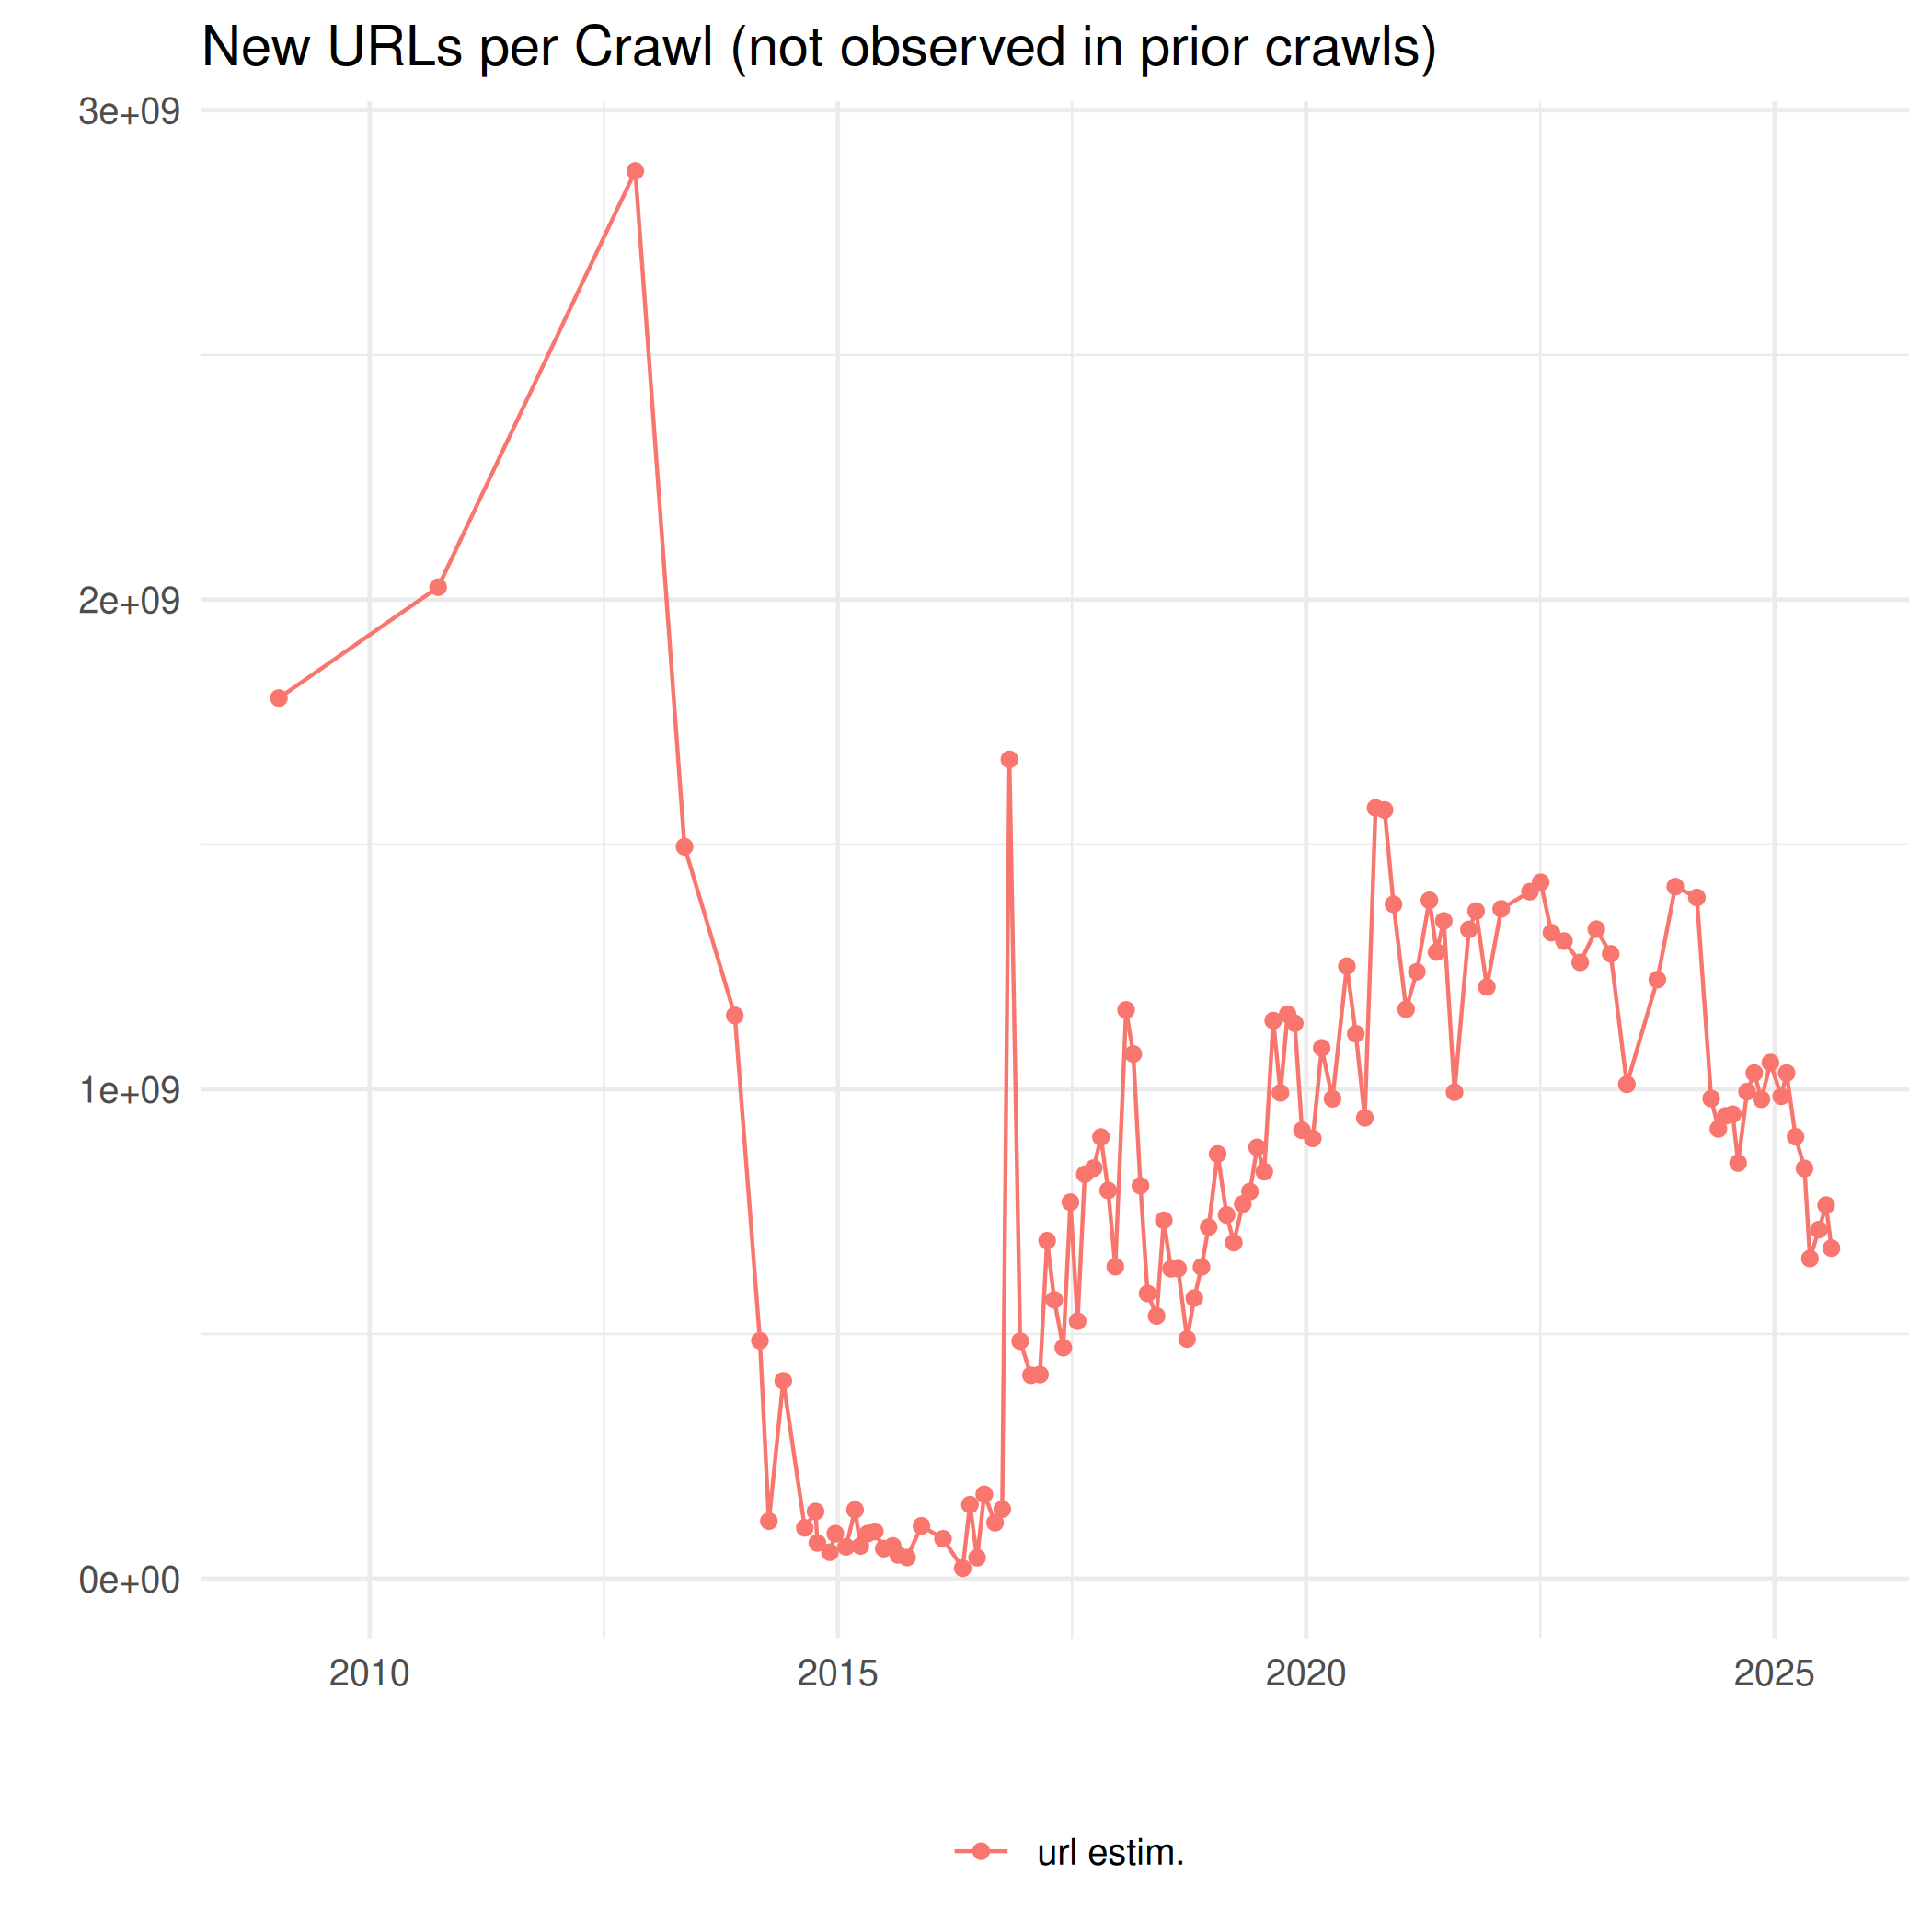 New URLs per Crawl (not observed in prior crawls)
3e+09
2e+09
1e+09
0e+00
2010 2015 2020 2025
url estim.